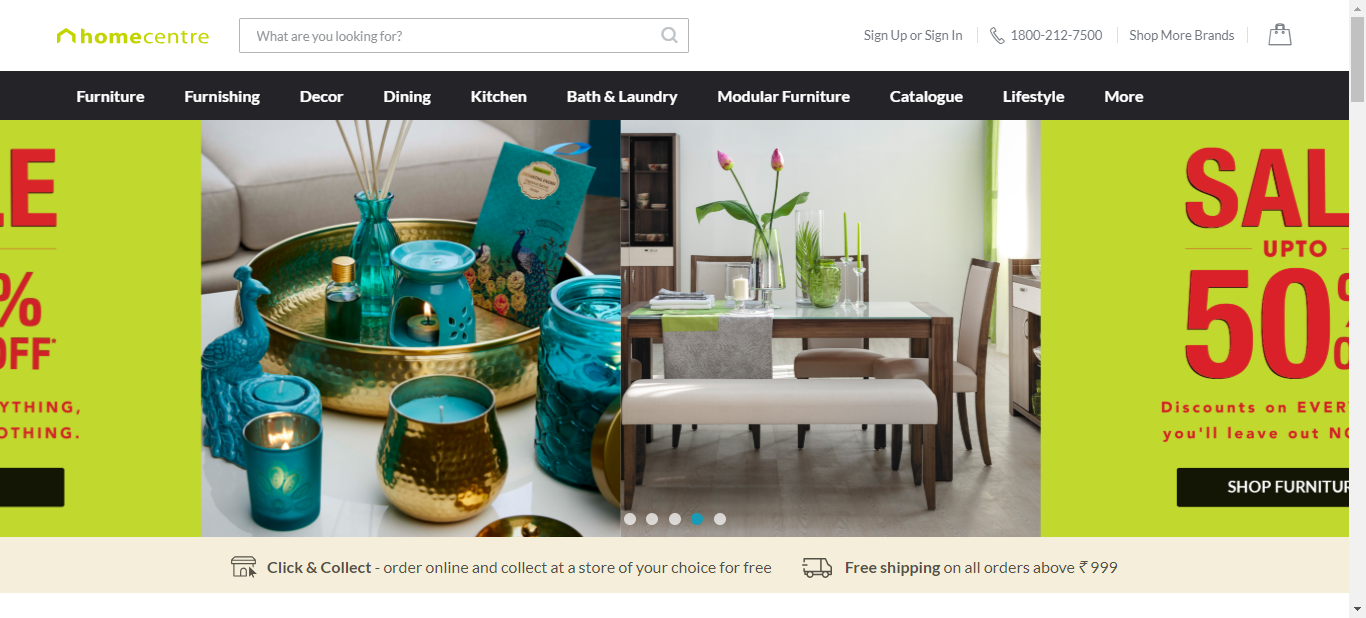 homecentre
What are you looking for?
Sign Up or Sign In
1800-212-7500
Shop More Brands
Furniture
Furnishing
Decor
Dining
Kitchen
Bath & Laundry
Modular Furniture
Catalogue
Lifestyle
More
LE
%
OFF*
YTHING,
OTHING.
SAL
UPTO
50%
Discounts on EVER
you'll leave out NO
SHOP FURNITUR
Click & Collect - order online and collect at a store of your choice for free
Free shipping on all orders above ₹ 999